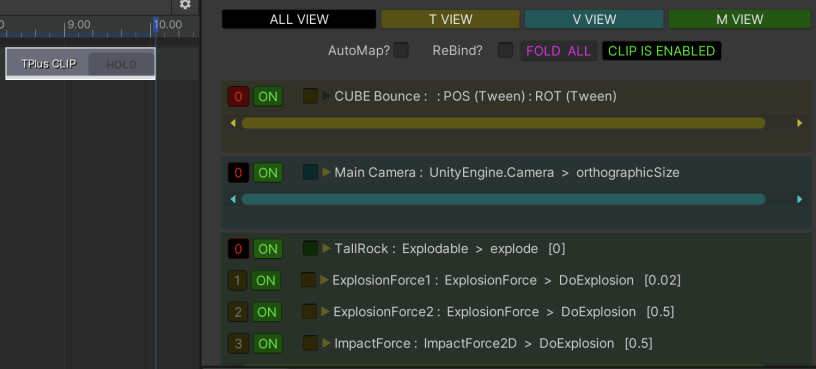 ALL VIEW T VIEW V VIEW M VIEW
9.00 10.00
AutoMap? ReBind? FOLD ALL CLIP IS ENABLED
TPlus CLIP HOLD
0 ON CUBE Bounce : : POS (Tween) : ROT (Tween)
0 ON Main Camera : UnityEngine.Camera > orthographicSize
0 ON TallRock : Explodable > explode [0]
1 ON ExplosionForce1 : ExplosionForce > DoExplosion [0.02]
2 ON ExplosionForce2 : ExplosionForce > DoExplosion [0.5]
3 ON ImpactForce : ImpactForce2D > DoExplosion [0.5]